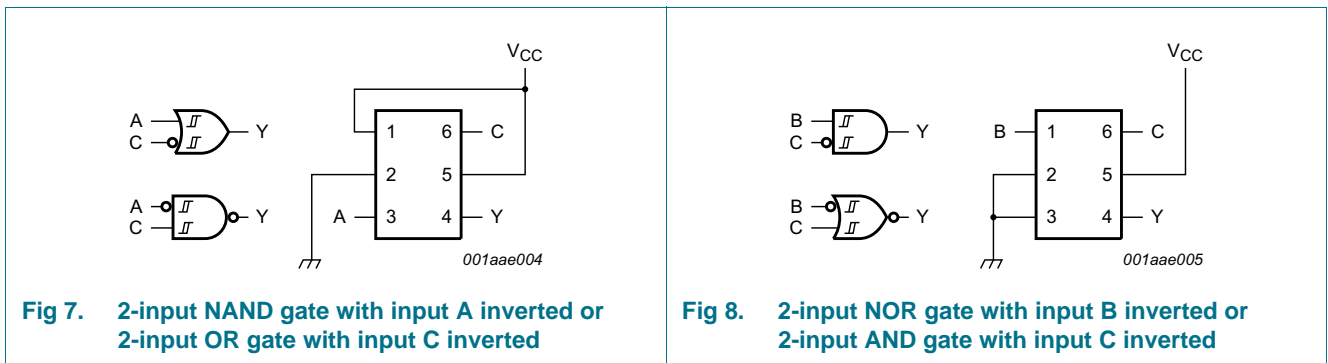 VCC
A
C
Y
A
C
Y
1 6 C
2 5
A 3 4 Y
001aae004
Fig 7. 2-input NAND gate with input A inverted or
2-input OR gate with input C inverted
VCC
B
C
Y
B
C
Y
B 1 6 C
2 5
3 4 Y
001aae005
Fig 8. 2-input NOR gate with input B inverted or
2-input AND gate with input C inverted